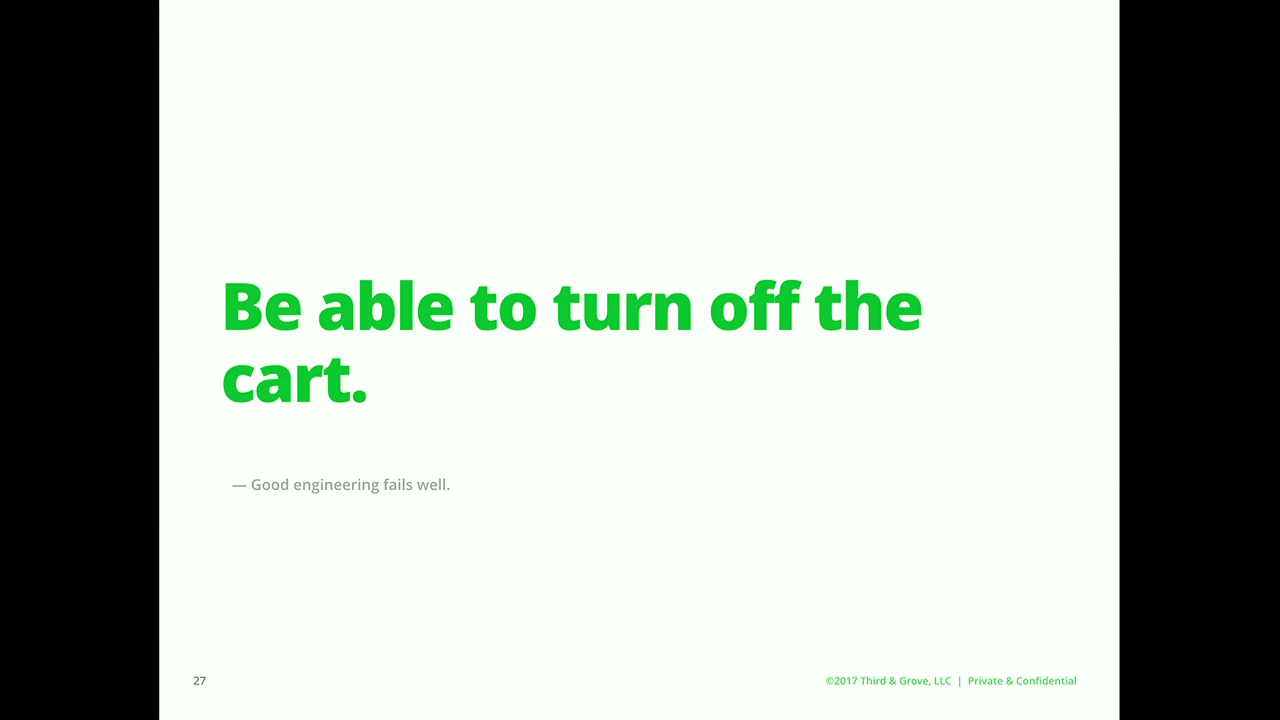 Be able to turn off the
cart.
— Good engineering fails well.
27
©2017 Third & Grove, LLC | Private & Confidential